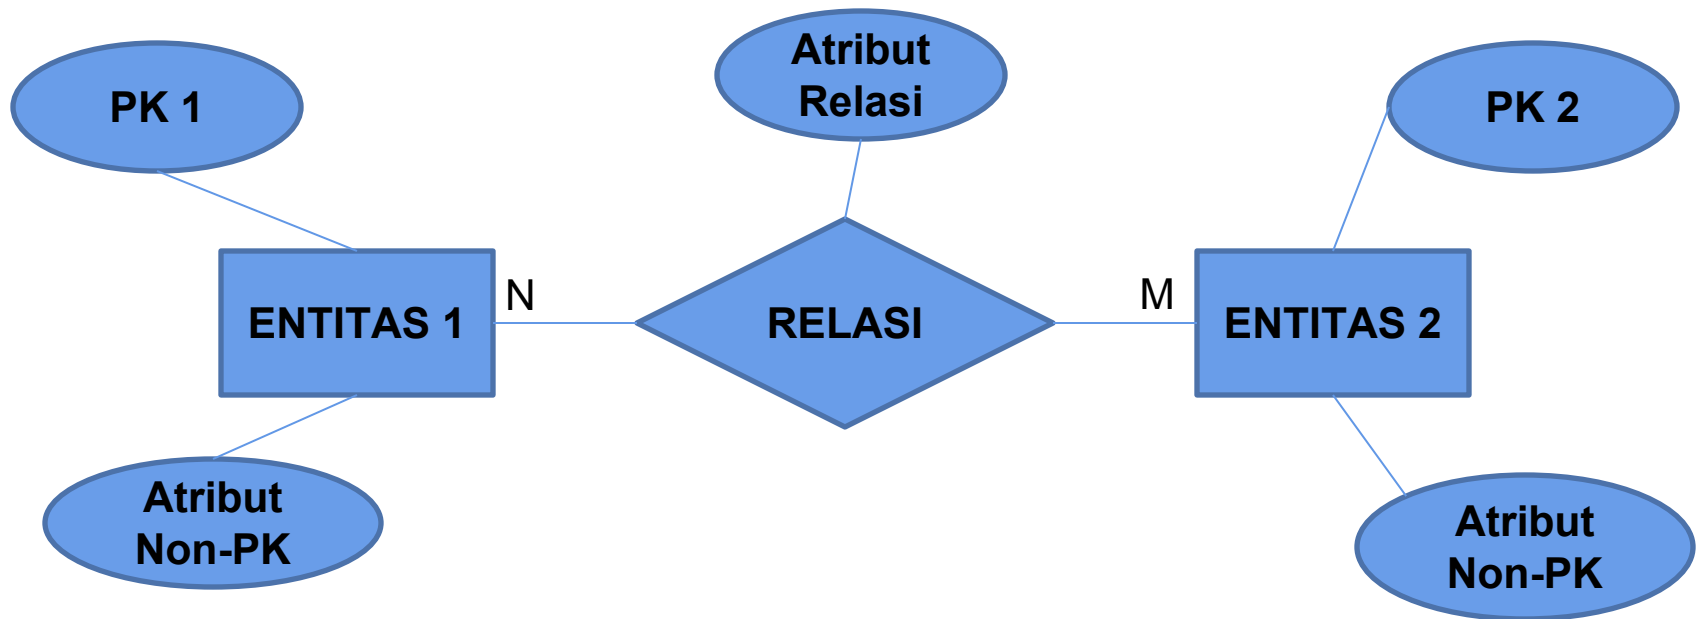 Atribut
Relasi
PK 1
PK 2
ENTITAS 1
N
RELASI
M
ENTITAS 2
Atribut
Non-PK
Atribut
Non-PK